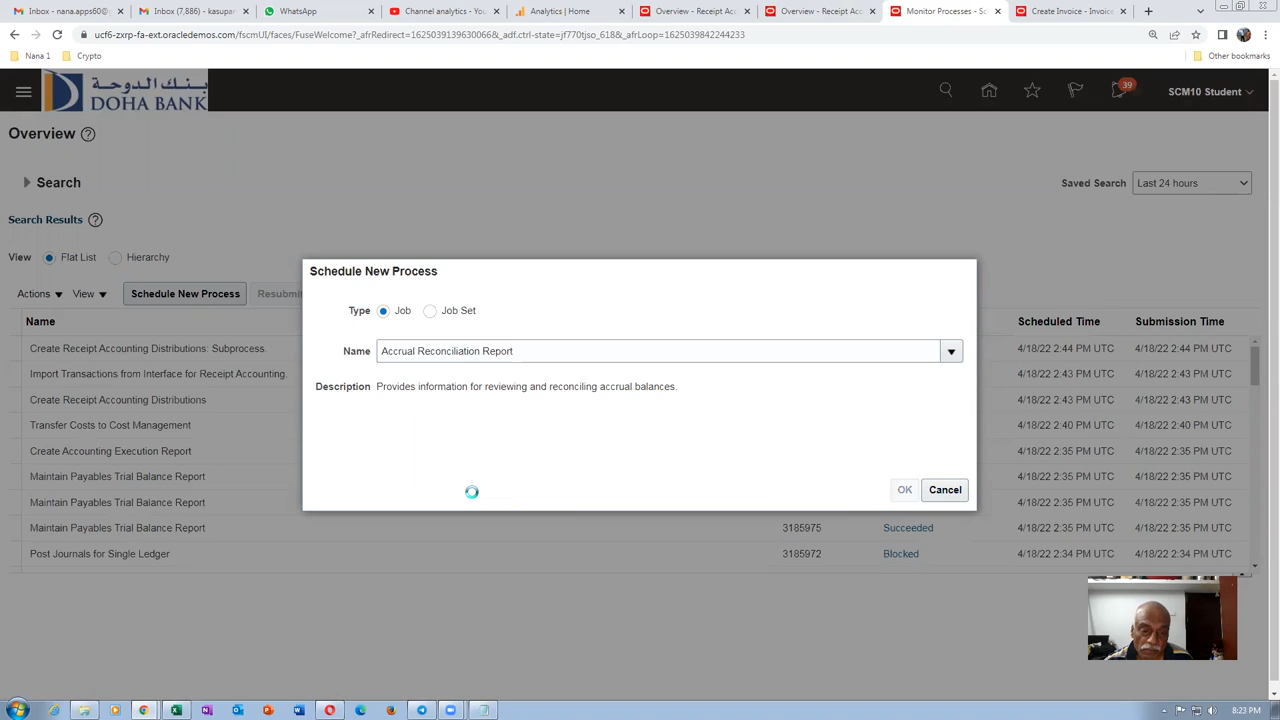 Inbox - nana.apps60@gmail.c
Inbox (7,886) - kasupar
WhatsApp
Channel analytics - YouTu
Analytics | Home
Overview - Receipt Acc
Overview - Receipt Acc
Monitor Processes - Sc
Create Invoice - Invoice
ucf6-zxrp-fa-ext.oracledemos.com/fscmUI/FuseWelcome?_afrRedirect=16250391396300668&_adf.ctrl-state=jf770tjso_618&_afrLoop=16250398422442​33
Nana 1
Crypto
Other bookmarks
بنك الدوحة
DOHA BANK
39
SCM10 Student
Overview
Search
Saved Search
Last 24 hours
Search Results
View
Flat List
Hierarchy
Actions
View
Schedule New Process
Resubmi
Name
Scheduled Time
Submission Time
Create Receipt Accounting Distributions: Subprocess.
4/18/22 2:44 PM UTC
4/18/22 2:44 PM UTC
Import Transactions from Interface for Receipt Accounting.
4/18/22 2:43 PM UTC
4/18/22 2:43 PM UTC
Create Receipt Accounting Distributions
4/18/22 2:43 PM UTC
4/18/22 2:43 PM UTC
Transfer Costs to Cost Management
4/18/22 2:40 PM UTC
4/18/22 2:40 PM UTC
Create Accounting Execution Report
4/18/22 2:35 PM UTC
4/18/22 2:35 PM UTC
Maintain Payables Trial Balance Report
4/18/22 2:35 PM UTC
4/18/22 2:35 PM UTC
Maintain Payables Trial Balance Report
4/18/22 2:35 PM UTC
4/18/22 2:35 PM UTC
Maintain Payables Trial Balance Report
3185975
Succeeded
4/18/22 2:35 PM UTC
4/18/22 2:35 PM UTC
Post Journals for Single Ledger
3185972
Blocked
4/18/22 2:34 PM UTC
4/18/22 2:34 PM UTC
Schedule New Process
Type
Job
Job Set
Name
Accrual Reconciliation Report
Description
Provides information for reviewing and reconciling accrual balances.
OK
Cancel
8:23 PM